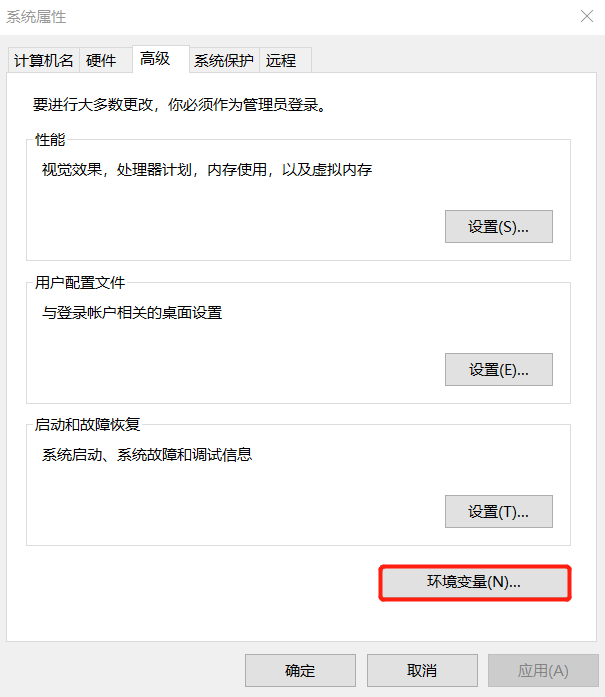 系统属性
计算机名 硬件 高级 系统保护 远程
要进行大多数更改，你必须作为管理员登录。
性能
视觉效果，处理器计划，内存使用，以及虚拟内存
设置(S)...
用户配置文件
与登录帐户相关的桌面设置
设置(E)...
启动和故障恢复
系统启动、系统故障和调试信息
设置(T)...
环境变量(N)...
确定 取消 应用(A)